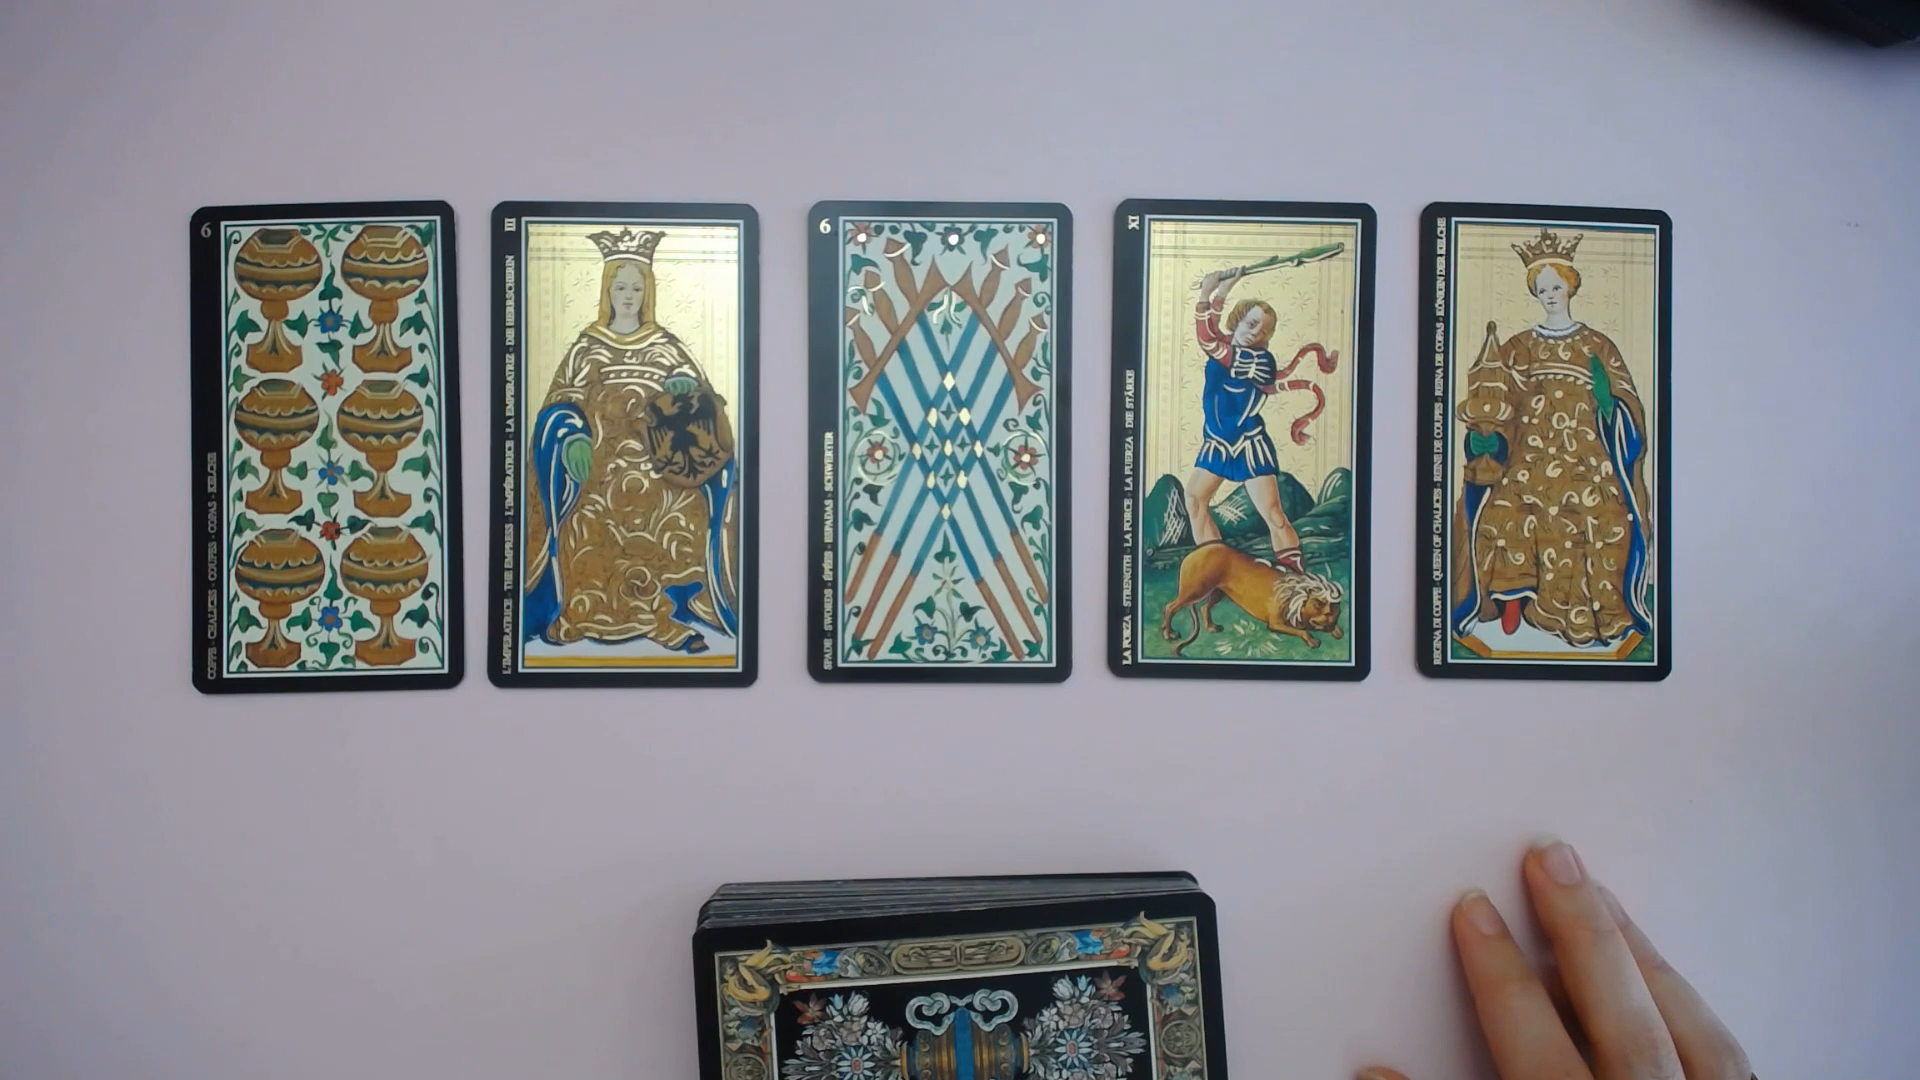 6
COPPE - CHALICES - COUPES - COPAS - KELCHE
III
L'IMPERATRICE - THE EMPRESS - L'IMPÉRATRICE - LA EMPERATRIZ - DIE HERRSCHERIN
6
SPADE - SWORDS - ÉPÉES - ESPADAS - SCHWERTER
XI
LA FORZA - STRENGTH - LA FORCE - LA FUERZA - DIE STÄRKE
REGINA DI COPPE - QUEEN OF CHALICES - REINE DE COUPES - REINA DE COPAS - KÖNIGIN DER KELCHE